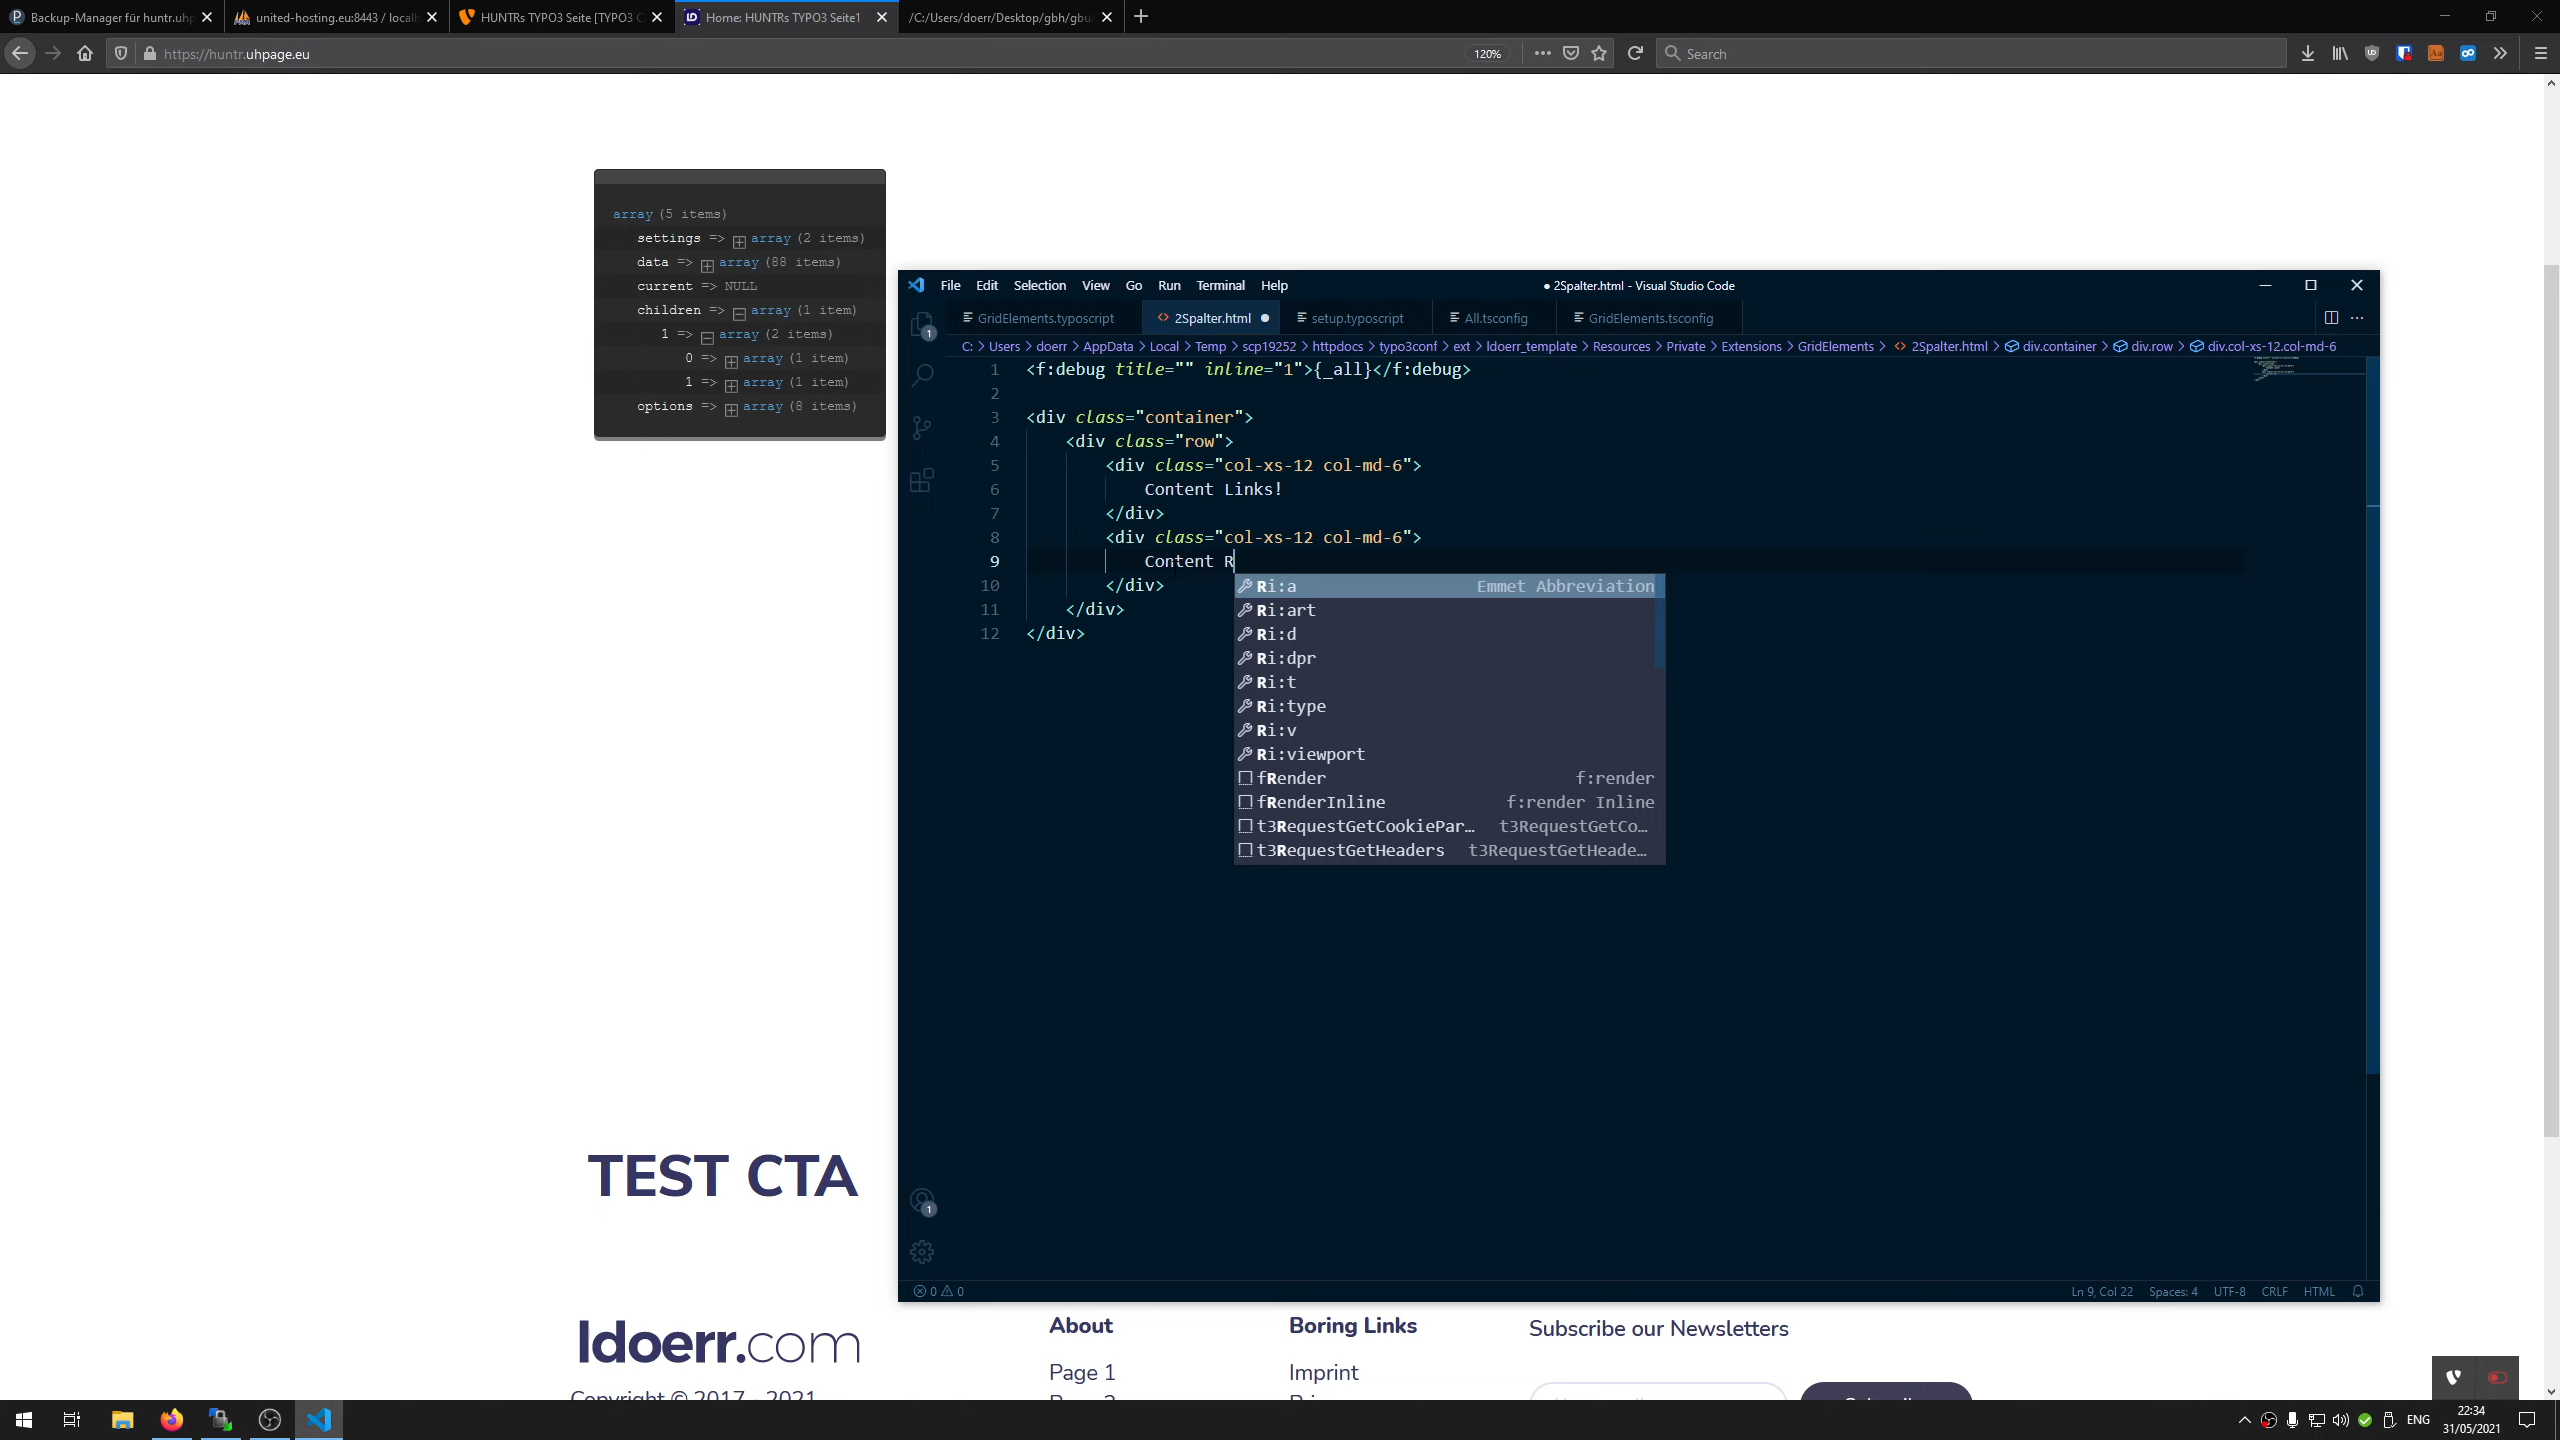 Backup-Manager für huntr.uhp
united-hosting.eu:8443 / localh
HUNTRs TYPO3 Seite [TYPO3 C
Home: HUNTRs TYPO3 Seite1
/C:/Users/doerr/Desktop/gbh/gbu
https://huntr.uhpage.eu
120%
Search
array (5 items)
settings => array (2 items)
data => array (88 items)
current => NULL
children => array (1 item)
1 => array (2 items)
0 => array (1 item)
1 => array (1 item)
options => array (8 items)
File Edit Selection View Go Run Terminal Help
● 2Spalter.html - Visual Studio Code
GridElements.typoscript
2Spalter.html
setup.typoscript
All.tsconfig
GridElements.tsconfig
C: > Users > doerr > AppData > Local > Temp > scp19252 > httpdocs > typo3conf > ext > ldoerr_template > Resources > Private > Extensions > GridElements > 2Spalter.html > div.container > div.row > div.col-xs-12.col-md-6
1 <f:debug title="" inline="1">{_all}</f:debug>
2
3 <div class="container">
4 <div class="row">
5 <div class="col-xs-12 col-md-6">
6 Content Links!
7 </div>
8 <div class="col-xs-12 col-md-6">
9 Content R
10 </div>
11 </div>
12 </div>
Ri:a Emmet Abbreviation
Ri:art
Ri:d
Ri:dpr
Ri:t
Ri:type
Ri:v
Ri:viewport
fRender f:render
fRenderInline f:render Inline
t3RequestGetCookiePar… t3RequestGetCo…
t3RequestGetHeaders t3RequestGetHeade…
1
1
0 0
Ln 9, Col 22 Spaces: 4 UTF-8 CRLF HTML
TEST CTA
ldoerr.com
Copyright © 2017 - 2021
About
Page 1
Boring Links
Imprint
Subscribe our Newsletters
ENG
22:34
31/05/2021